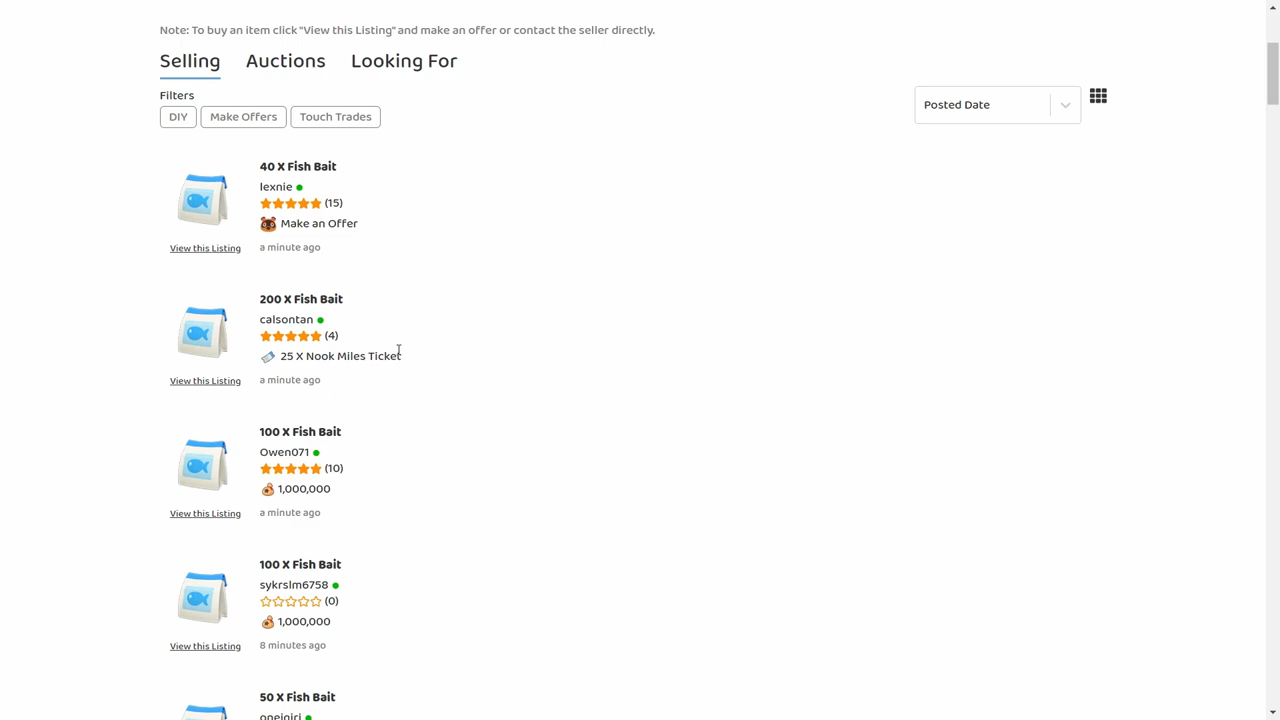 Note: To buy an item click "View this Listing" and make an offer or contact the seller directly.
Selling Auctions Looking For
Filters
DIY Make Offers Touch Trades
Posted Date
40 X Fish Bait
lexnie
(15)
Make an Offer
View this Listing a minute ago
200 X Fish Bait
calsontan
(4)
25 X Nook Miles Ticket
View this Listing a minute ago
100 X Fish Bait
Owen071
(10)
1,000,000
View this Listing a minute ago
100 X Fish Bait
sykrslm6758
(0)
1,000,000
View this Listing 8 minutes ago
50 X Fish Bait